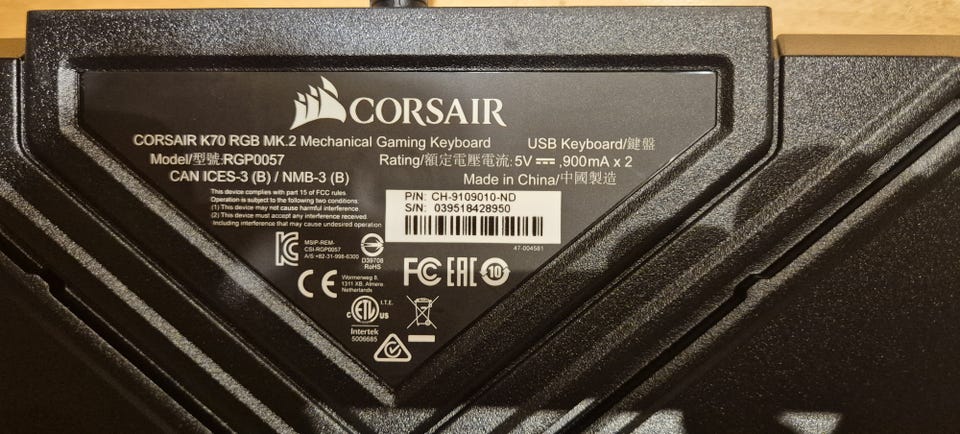 CORSAIR
CORSAIR K70 RGB MK.2 Mechanical Gaming Keyboard USB Keyboard/鍵盤
Model/型號:RGP0057 Rating/額定電壓電流:5V ⎓ ,900mA x 2
CAN ICES-3 (B) / NMB-3 (B) Made in China/中國製造
This device complies with part 15 of FCC rules.
Operation is subject to the following two conditions:
(1) This device may not cause harmful interference.
(2) This device must accept any interference received.
Including interference that may cause undesired operation
P/N: CH-9109010-ND
S/N: 039518428950
47-004581
MSIP-REM-
CSI-RGP0057
A/S:+82-31-998-6300
D39708
RoHS
FC EAC 10
CE
Wormerweg 8,
1311 XB, Almere
Netherlands
c ETL us
I.T.E.
Intertek
5006685